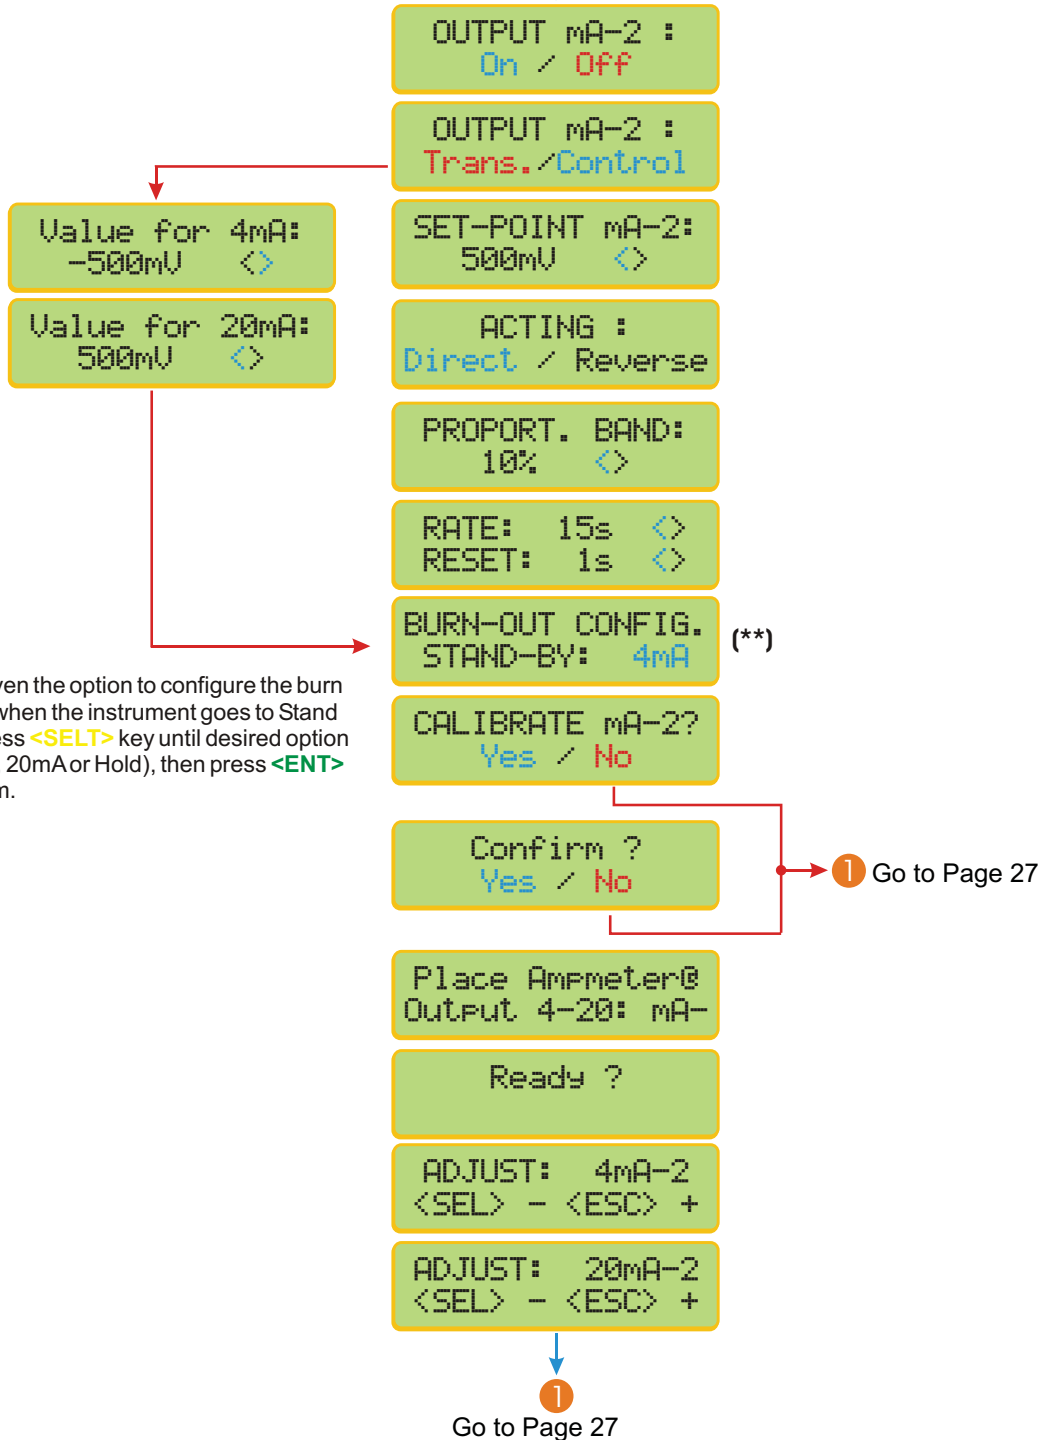 OUTPUT mA-2 :
On / Off
OUTPUT mA-2 :
Trans./Control
Value for 4mA:
-500mV <>
Value for 20mA:
500mV <>
SET-POINT mA-2:
500mV <>
ACTING :
Direct / Reverse
PROPORT. BAND:
10% <>
RATE: 15s <>
RESET: 1s <>
BURN-OUT CONFIG.
STAND-BY: 4mA
(**)
ven the option to configure the burn
when the instrument goes to Stand
ess <SELT> key until desired option
20mA or Hold), then press <ENT>
m.
CALIBRATE mA-2?
Yes / No
Confirm ?
Yes / No
1 Go to Page 27
Place Ampmeter@
Output 4-20: mA-
Ready ?
ADJUST: 4mA-2
<SEL> - <ESC> +
ADJUST: 20mA-2
<SEL> - <ESC> +
1
Go to Page 27